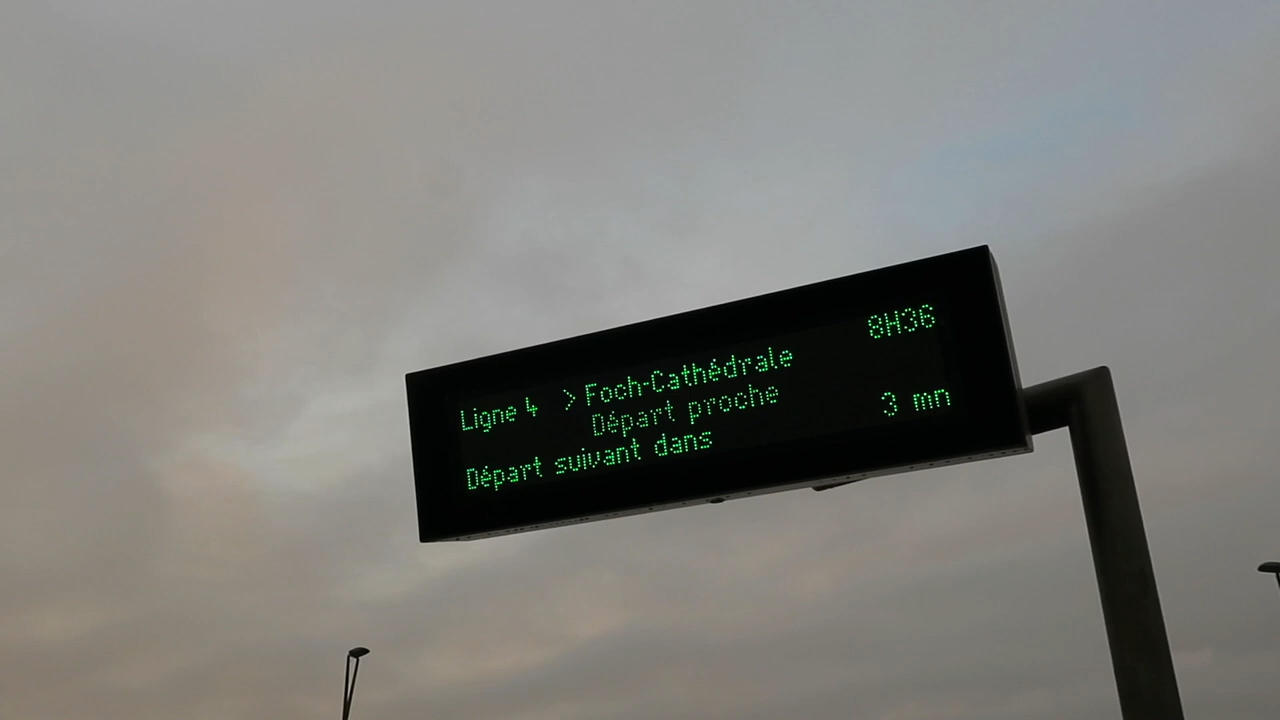 8H36
Ligne 4 > Foch-Cathédrale
Départ proche
Départ suivant dans 3 mn